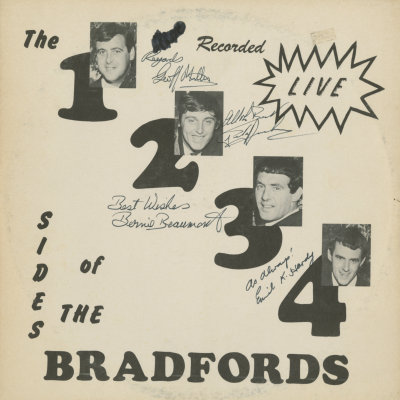 The
Recorded
LIVE
1
Regards
Geoff
2
Best Wishes
Bernie Beaumont
3
As Always
Emil K.
4
SIDES
of
THE
BRADFORDS